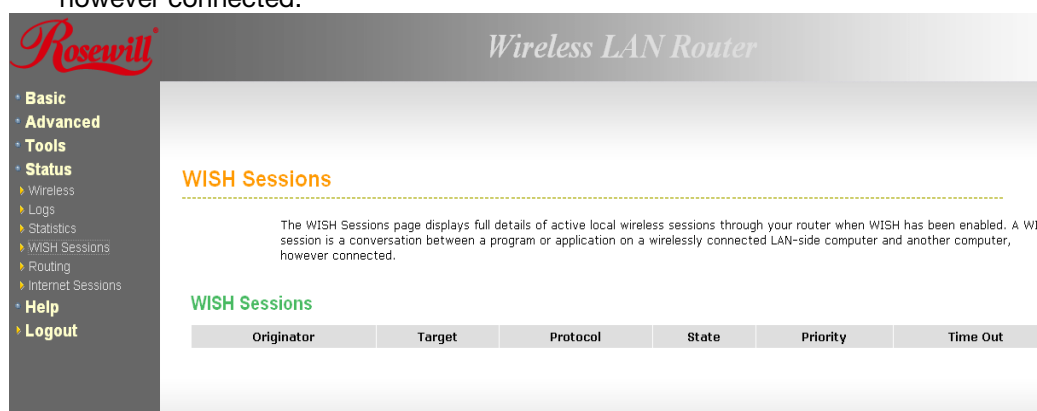 however connected.
Rosewill
Wireless LAN Router
Basic
Advanced
Tools
Status
Wireless
Logs
Statistics
WISH Sessions
Routing
Internet Sessions
Help
Logout
WISH Sessions
The WISH Sessions page displays full details of active local wireless sessions through your router when WISH has been enabled. A WI
session is a conversation between a program or application on a wirelessly connected LAN-side computer and another computer,
however connected.
WISH Sessions
Originator Target Protocol State Priority Time Out